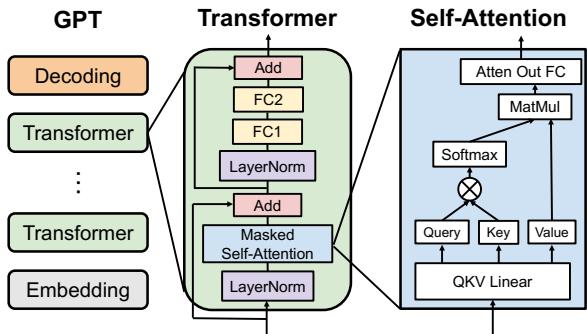 GPT
Decoding
Transformer
⋮
Transformer
Embedding
Transformer
Add
FC2
FC1
LayerNorm
Add
Masked
Self-Attention
LayerNorm
Self-Attention
Atten Out FC
MatMul
Softmax
Query
Key
Value
QKV Linear